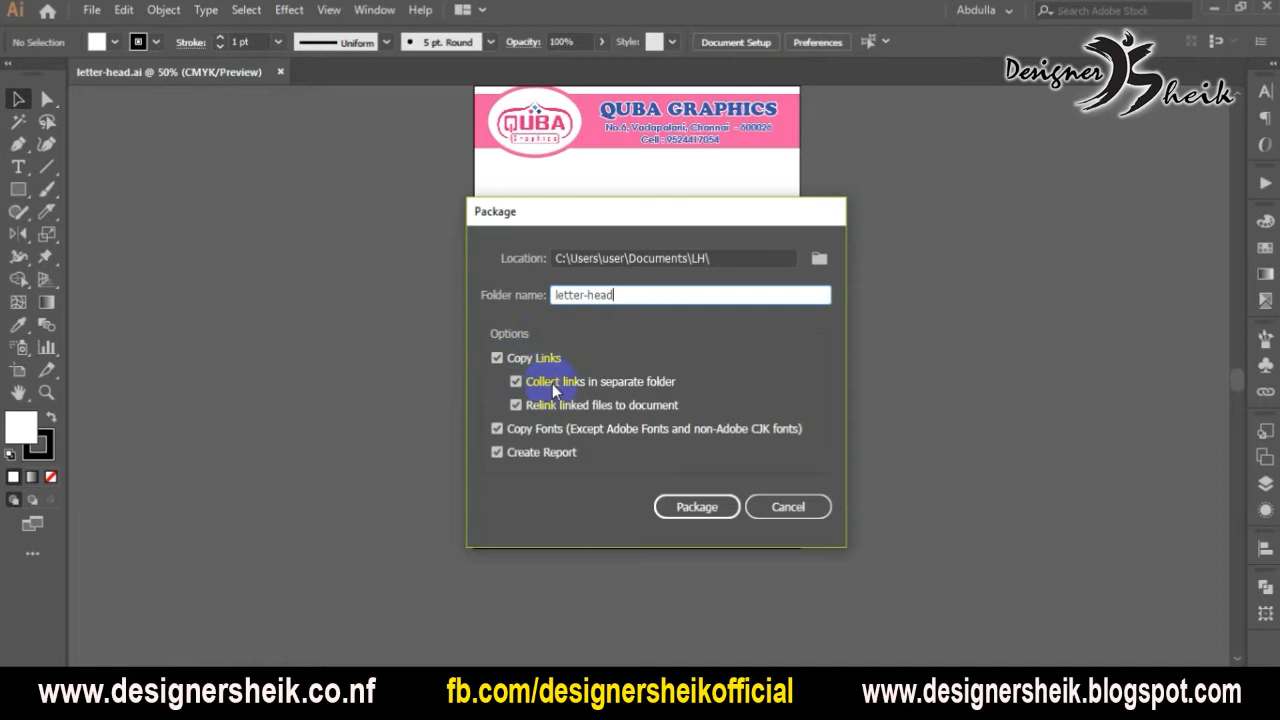 Ai File Edit Object Type Select Effect View Window Help Abdulla Search Adobe Stock
No Selection Stroke: 1 pt Uniform 5 pt. Round Opacity: 100% Style: Document Setup Preferences
letter-head.ai @ 50% (CMYK/Preview) ×
Designer Sheik
QUBA Graphics
QUBA GRAPHICS
No.6, Vadapalani, Chennai - 600026
Cell : 9524417054
Package
Location: C:\Users\user\Documents\LH\
Folder name: letter-head
Options
Copy Links
Collect links in separate folder
Relink linked files to document
Copy Fonts (Except Adobe Fonts and non-Adobe CJK fonts)
Create Report
Package Cancel
www.designersheik.co.nf fb.com/designersheikofficial www.designersheik.blogspot.com